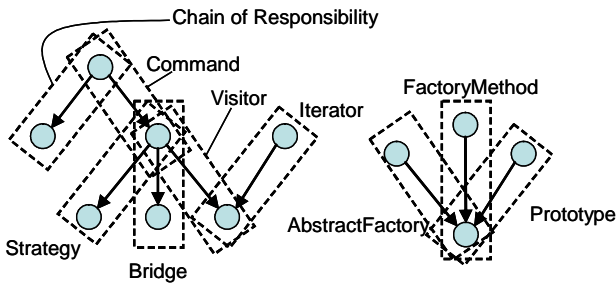 Chain of Responsibility
Command
Visitor
Iterator
FactoryMethod
AbstractFactory
Prototype
Strategy
Bridge